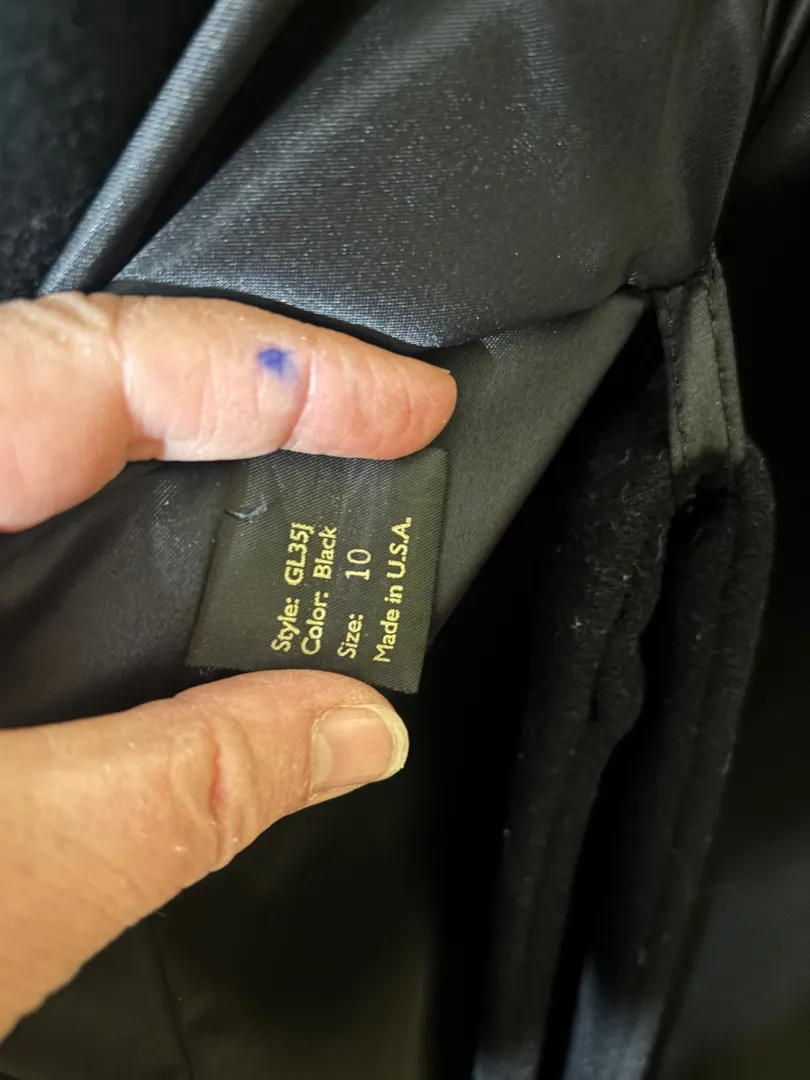 Style: GL35J
Color: Black
Size: 10
Made in U.S.A.